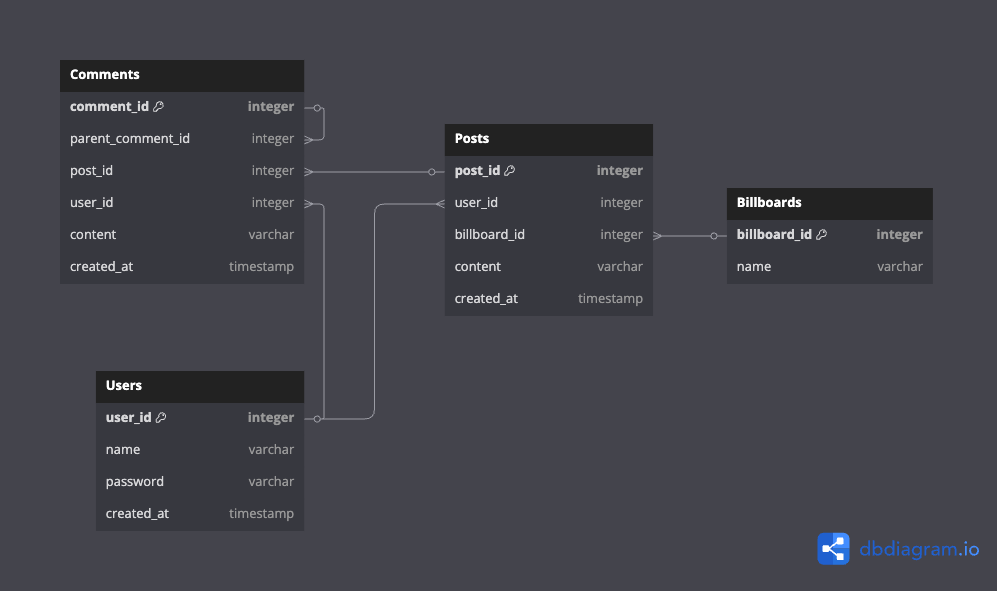 Comments
comment_id integer
parent_comment_id integer
post_id integer
user_id integer
content varchar
created_at timestamp
Posts
post_id integer
user_id integer
billboard_id integer
content varchar
created_at timestamp
Billboards
billboard_id integer
name varchar
Users
user_id integer
name varchar
password varchar
created_at timestamp
dbdiagram.io